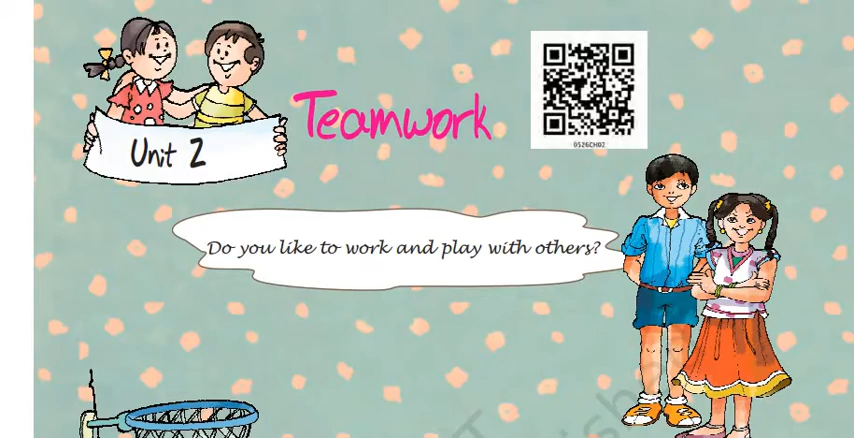 Teamwork
Unit 2
0526CH02
Do you like to work and play with others?